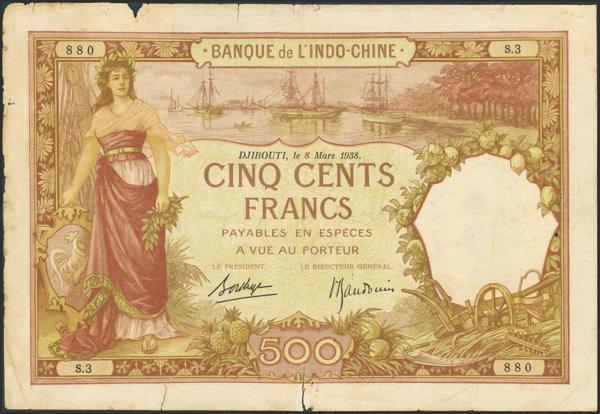 880
BANQUE de L'INDO-CHINE
S.3
DJIBOUTI, le 8 Mars 1938.
CINQ CENTS
FRANCS
PAYABLES EN ESPÈCES
A VUE AU PORTEUR
LE PRÉSIDENT.
LE DIRECTEUR GÉNÉRAL.
S.3
500
880